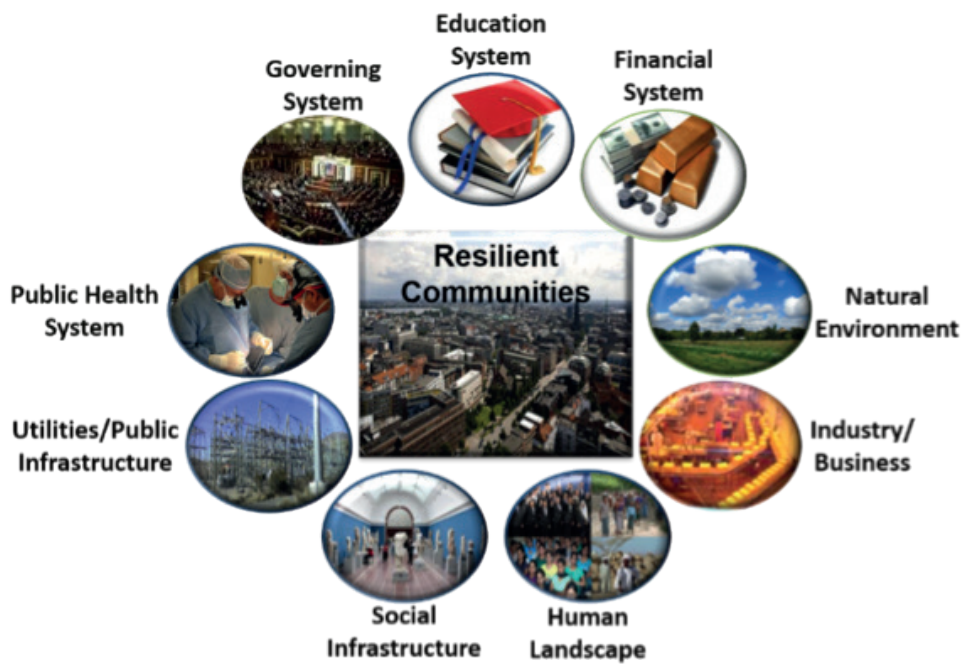 Education
System
Governing
System
Financial
System
Resilient
Communities
Public Health
System
Natural
Environment
Utilities/Public
Infrastructure
Industry/
Business
Social
Infrastructure
Human
Landscape